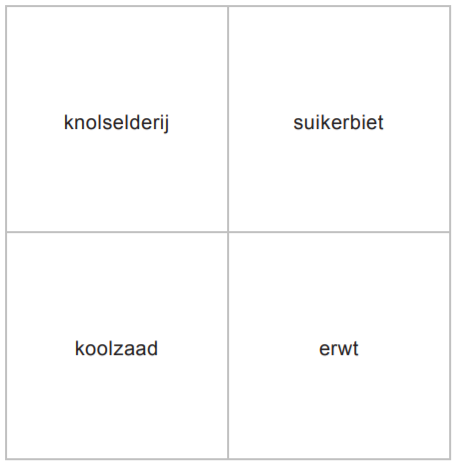 knolselderij
suikerbiet
koolzaad
erwt